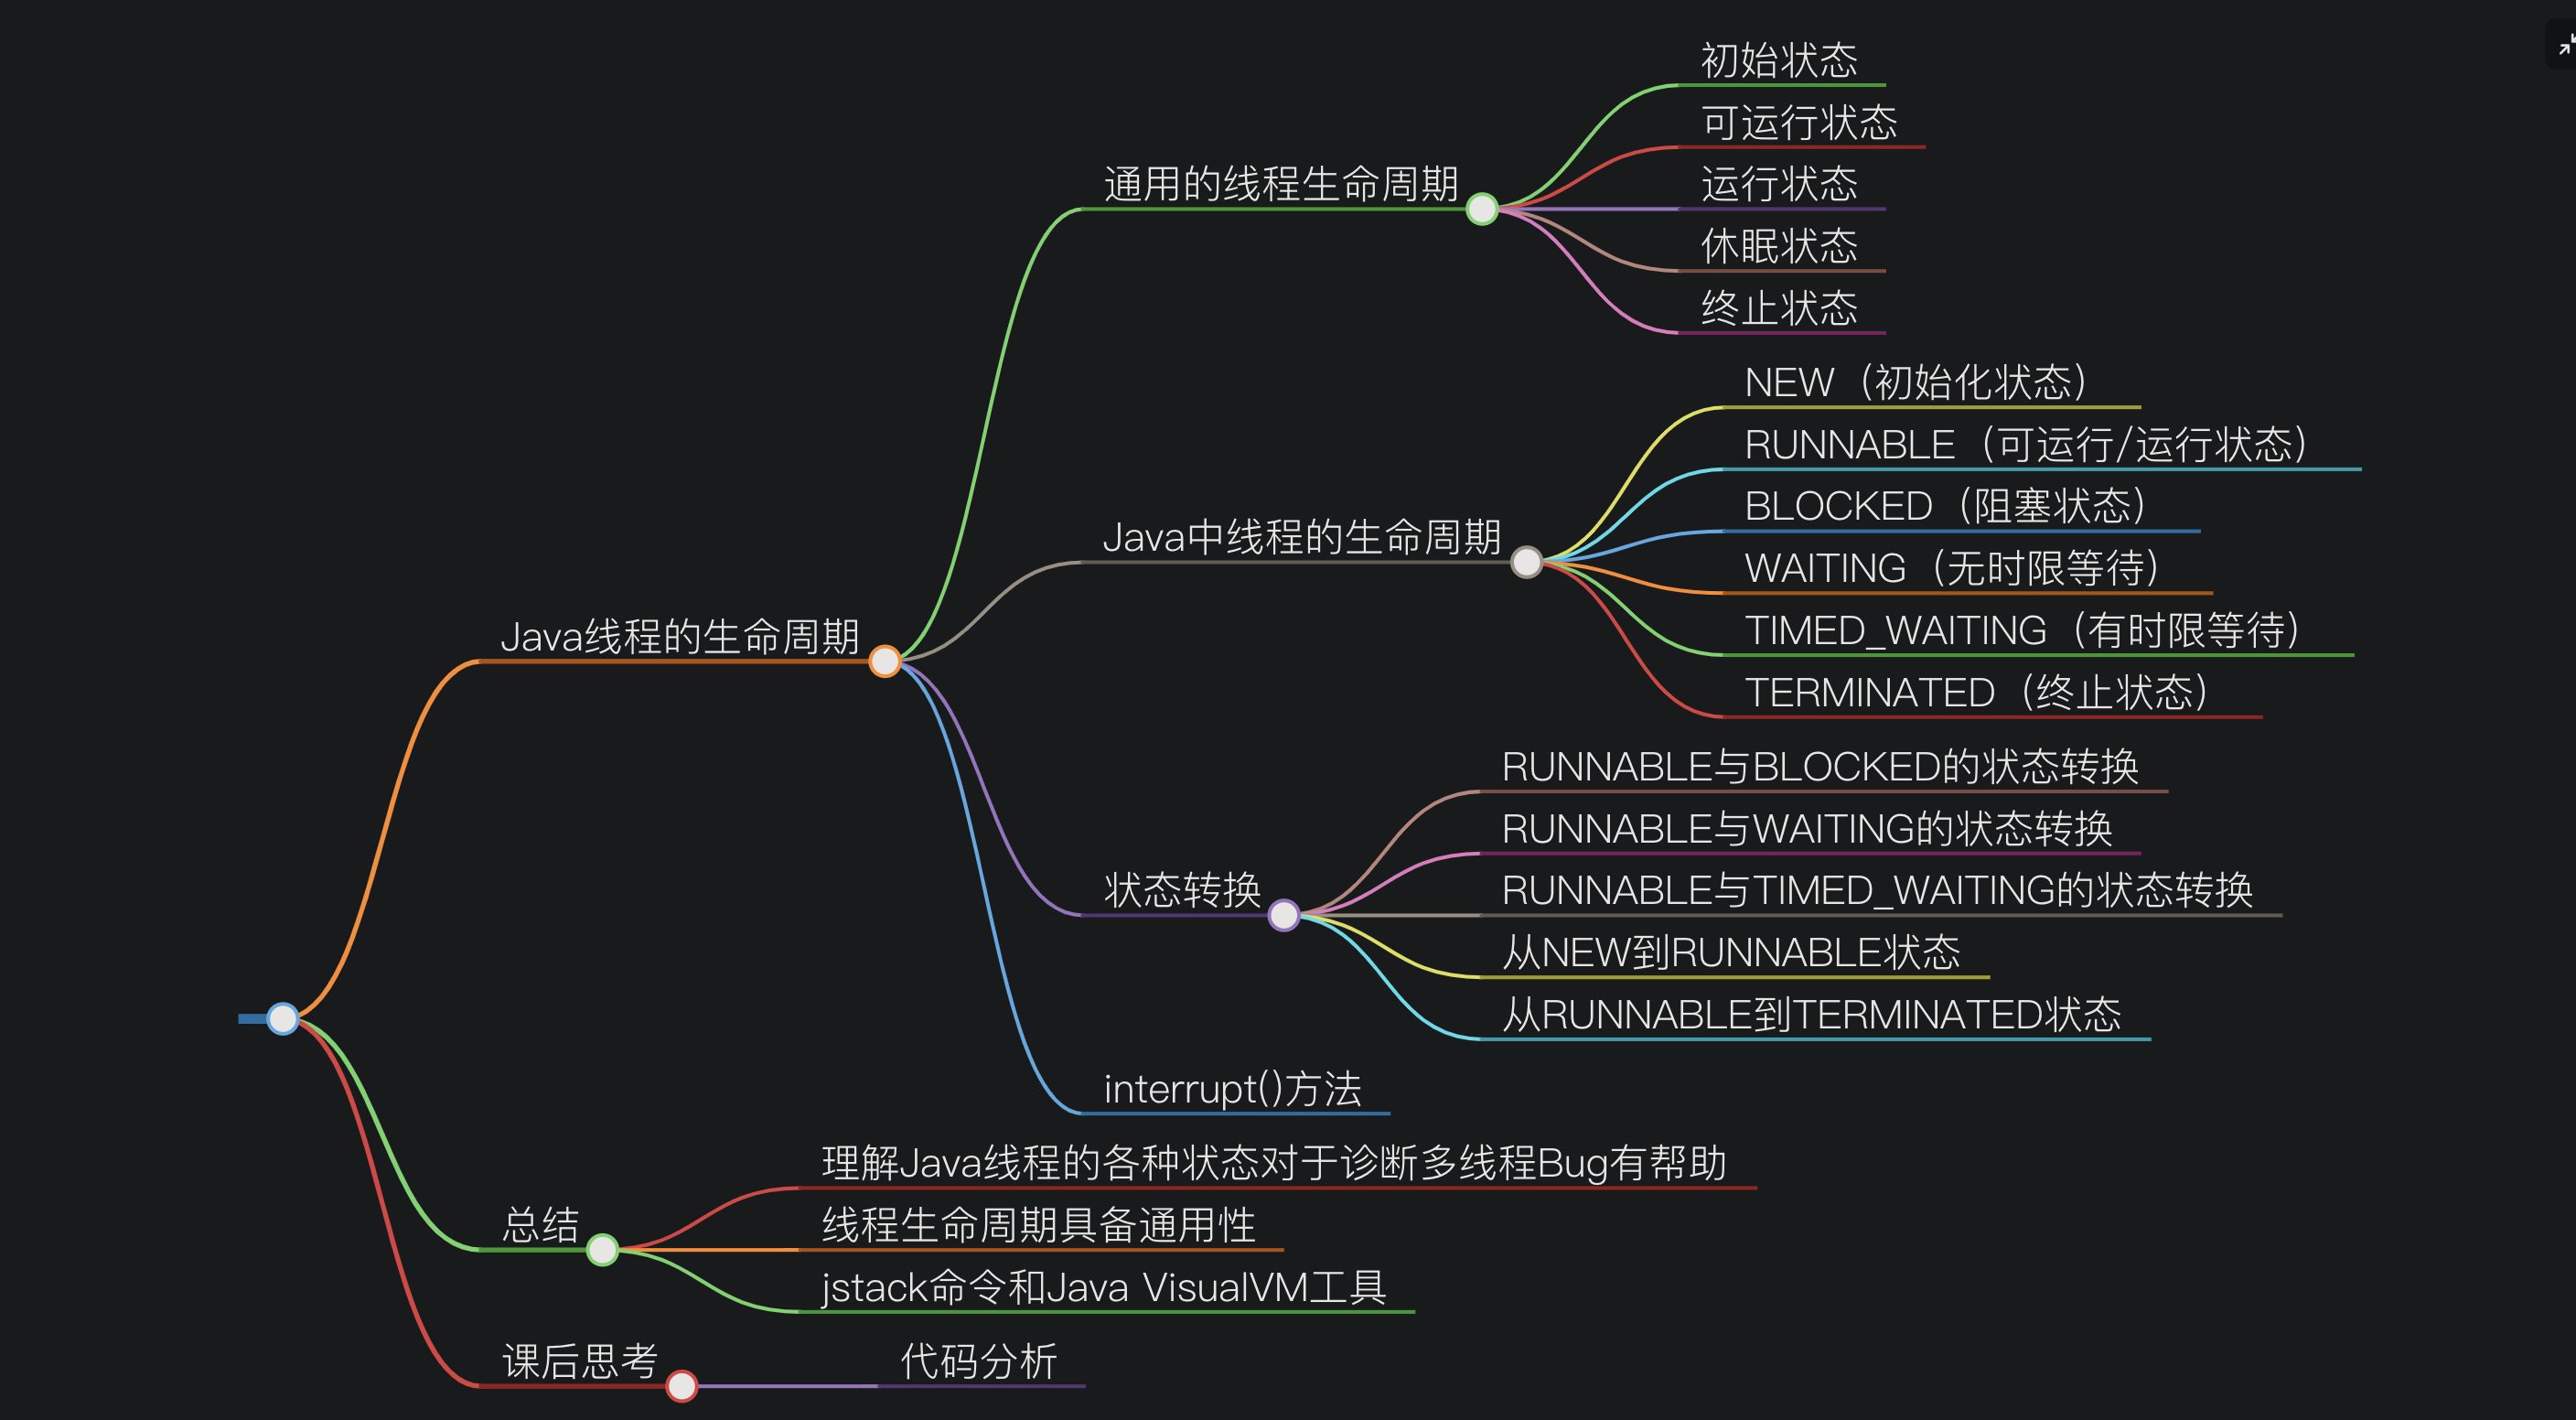 初始状态
可运行状态
通用的线程生命周期
运行状态
休眠状态
终止状态
NEW（初始化状态）
RUNNABLE（可运行/运行状态）
BLOCKED（阻塞状态）
Java中线程的生命周期
WAITING（无时限等待）
TIMED_WAITING（有时限等待）
Java线程的生命周期
TERMINATED（终止状态）
RUNNABLE与BLOCKED的状态转换
RUNNABLE与WAITING的状态转换
状态转换
RUNNABLE与TIMED_WAITING的状态转换
从NEW到RUNNABLE状态
从RUNNABLE到TERMINATED状态
interrupt()方法
理解Java线程的各种状态对于诊断多线程Bug有帮助
总结
线程生命周期具备通用性
jstack命令和Java VisualVM工具
课后思考
代码分析